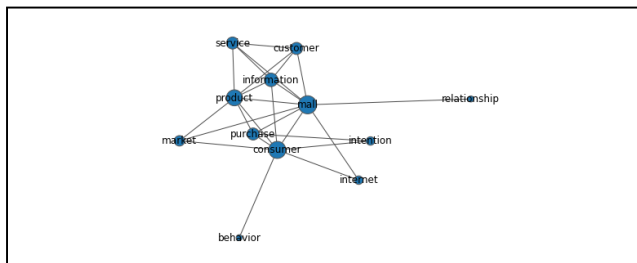 service
customer
information
product
mall
relationship
purchase
market
intention
consumer
internet
behavior